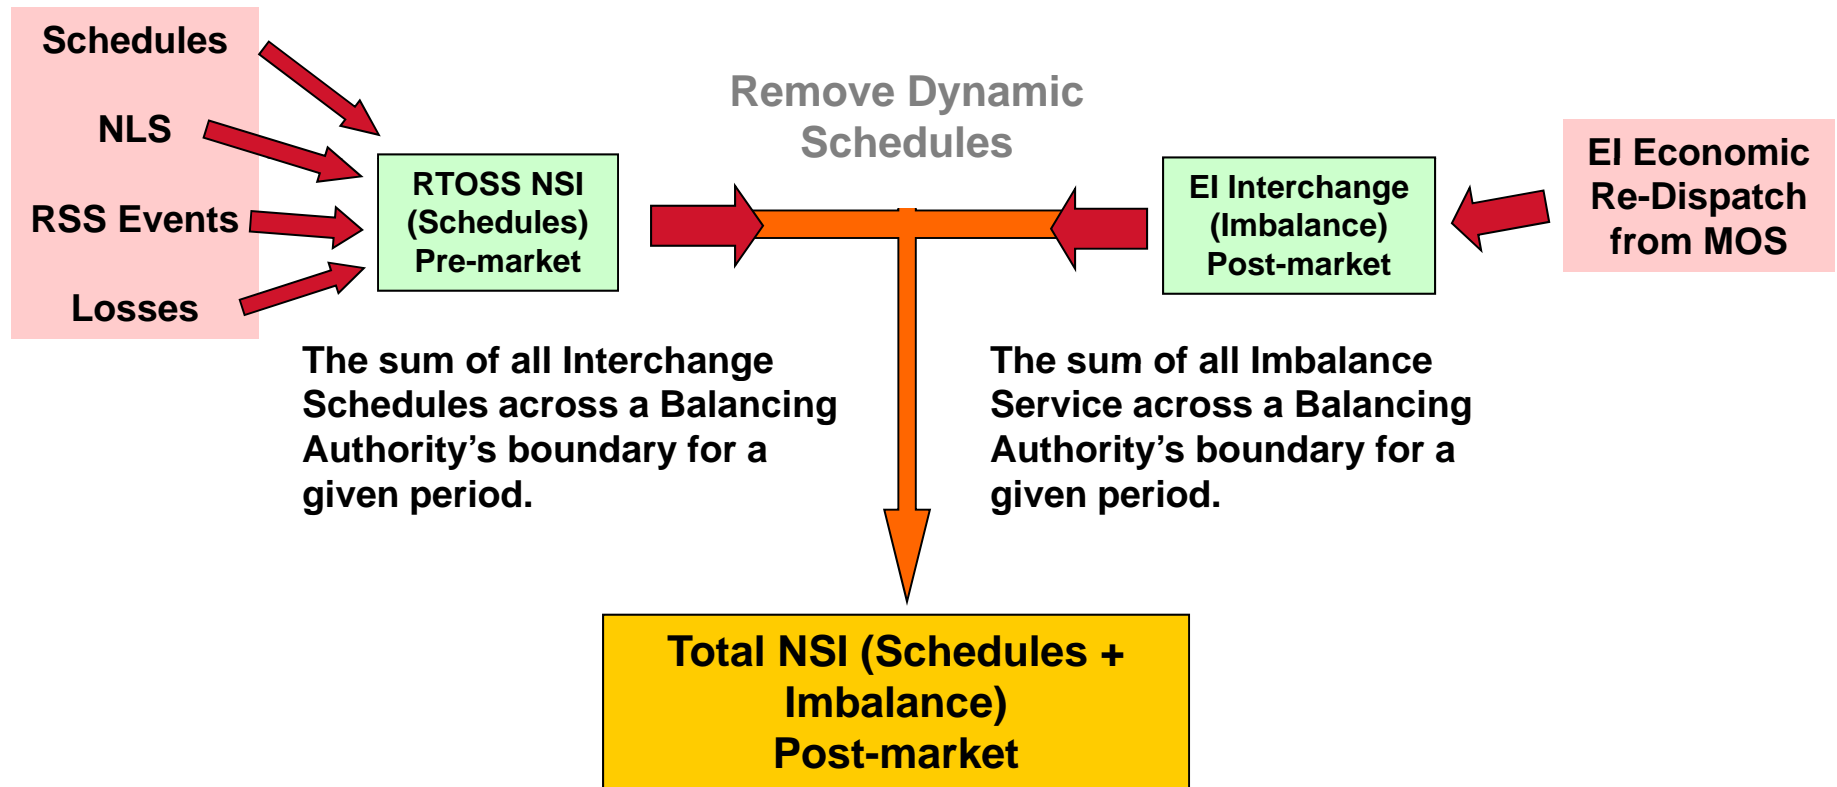 Schedules
NLS
RSS Events
Losses
RTOSS NSI
(Schedules)
Pre-market
Remove Dynamic
Schedules
EI Interchange
(Imbalance)
Post-market
EI Economic
Re-Dispatch
from MOS
The sum of all Interchange
Schedules across a Balancing
Authority’s boundary for a
given period.
The sum of all Imbalance
Service across a Balancing
Authority’s boundary for a
given period.
Total NSI (Schedules +
Imbalance)
Post-market